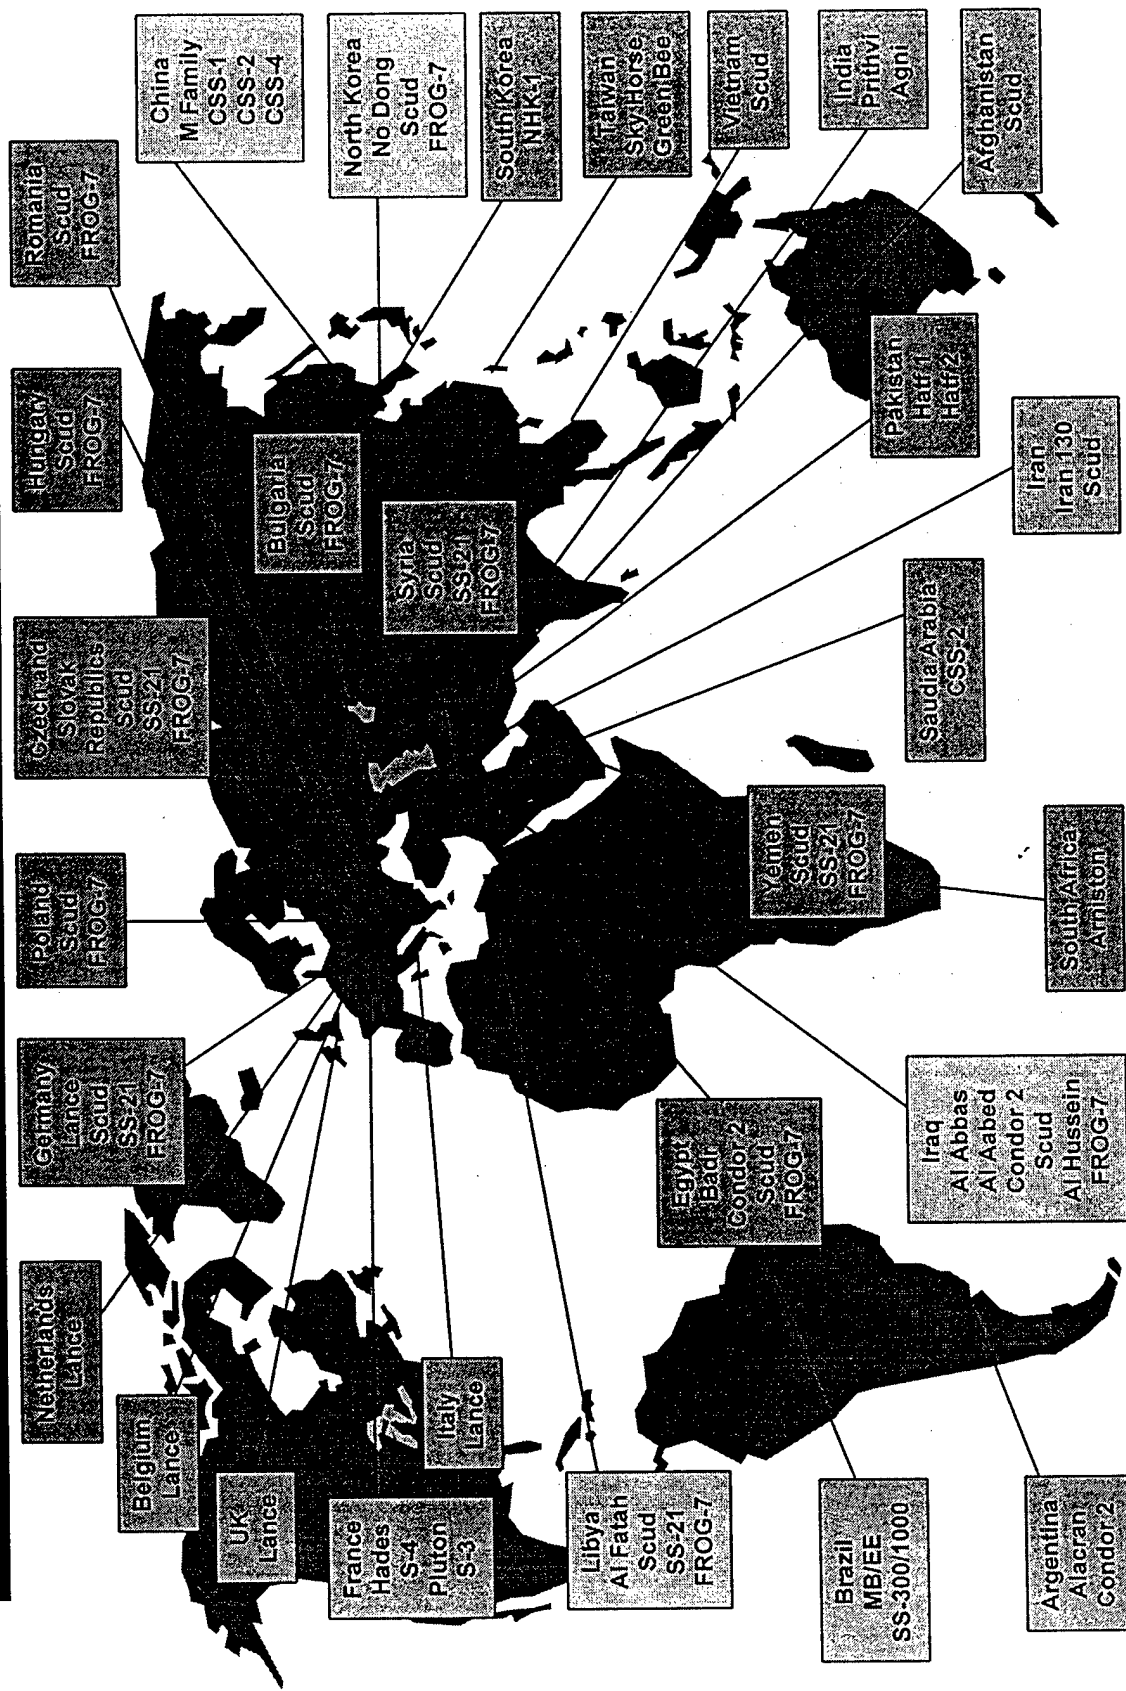 Netherlands
Lance
Germany
Lance
Scud
SS-21
FROG-7
Poland
Scud
FROG-7
Czech and
Slovak
Republics
Scud
SS-21
FROG-7
Hungary
Scud
FROG-7
Romania
Scud
FROG-7
Belgium
Lance
UK
Lance
France
Hades
S-4
Pluton
S-3
Italy
Lance
Bulgaria
Scud
FROG-7
Syria
Scud
SS-21
FROG-7
China
M Family
CSS-1
CSS-2
CSS-4
North Korea
No Dong
Scud
FROG-7
South Korea
NHK-1
Taiwan
Sky Horse,
Green Bee
Vietnam
Scud
India
Prithvi
Agni
Afghanistan
Scud
Libya
Al Fatah
Scud
SS-21
FROG-7
Egypt
Badr
Condor 2
Scud
FROG-7
Yemen
Scud
SS-21
FROG-7
Pakistan
Hatf 1
Hatf 2
Brazil
MB/EE
SS-300/1000
Iraq
Al Abbas
Al Aabed
Condor 2
Scud
Al Hussein
FROG-7
Saudia Arabia
CSS-2
Iran
Iran 130
Scud
Argentina
Alacran
Condor 2
South Africa
Arniston